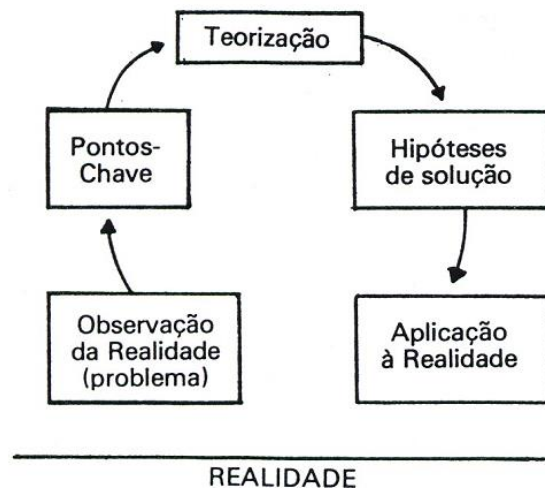 Teorização
Pontos-
Chave
Hipóteses
de solução
Observação
da Realidade
(problema)
Aplicação
à Realidade
REALIDADE